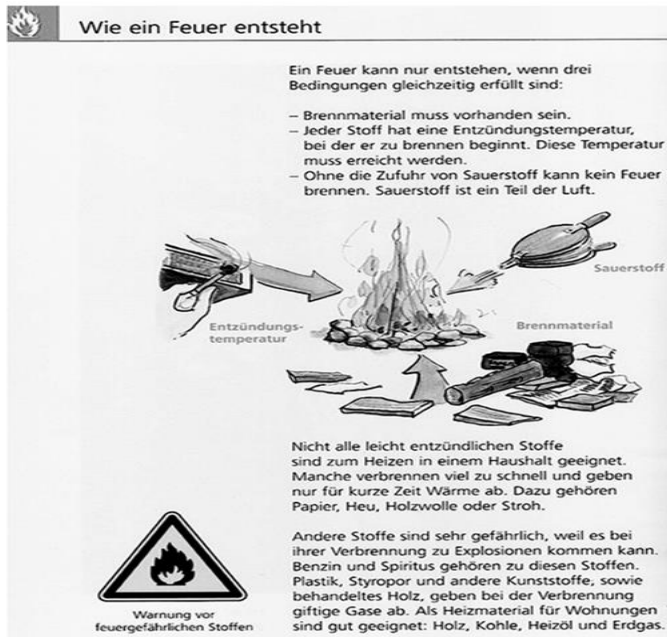 Wie ein Feuer entsteht
Ein Feuer kann nur entstehen, wenn drei
Bedingungen gleichzeitig erfüllt sind:
– Brennmaterial muss vorhanden sein.
– Jeder Stoff hat eine Entzündungstemperatur,
bei der er zu brennen beginnt. Diese Temperatur
muss erreicht werden.
– Ohne die Zufuhr von Sauerstoff kann kein Feuer
brennen. Sauerstoff ist ein Teil der Luft.
Sauerstoff
Entzündungs-
temperatur
Brennmaterial
Nicht alle leicht entzündlichen Stoffe
sind zum Heizen in einem Haushalt geeignet.
Manche verbrennen viel zu schnell und geben
nur für kurze Zeit Wärme ab. Dazu gehören
Papier, Heu, Holzwolle oder Stroh.
Andere Stoffe sind sehr gefährlich, weil es bei
ihrer Verbrennung zu Explosionen kommen kann.
Benzin und Spiritus gehören zu diesen Stoffen.
Plastik, Styropor und andere Kunststoffe, sowie
behandeltes Holz, geben bei der Verbrennung
giftige Gase ab. Als Heizmaterial für Wohnungen
sind gut geeignet: Holz, Kohle, Heizöl und Erdgas.
Warnung vor
feuergefährlichen Stoffen